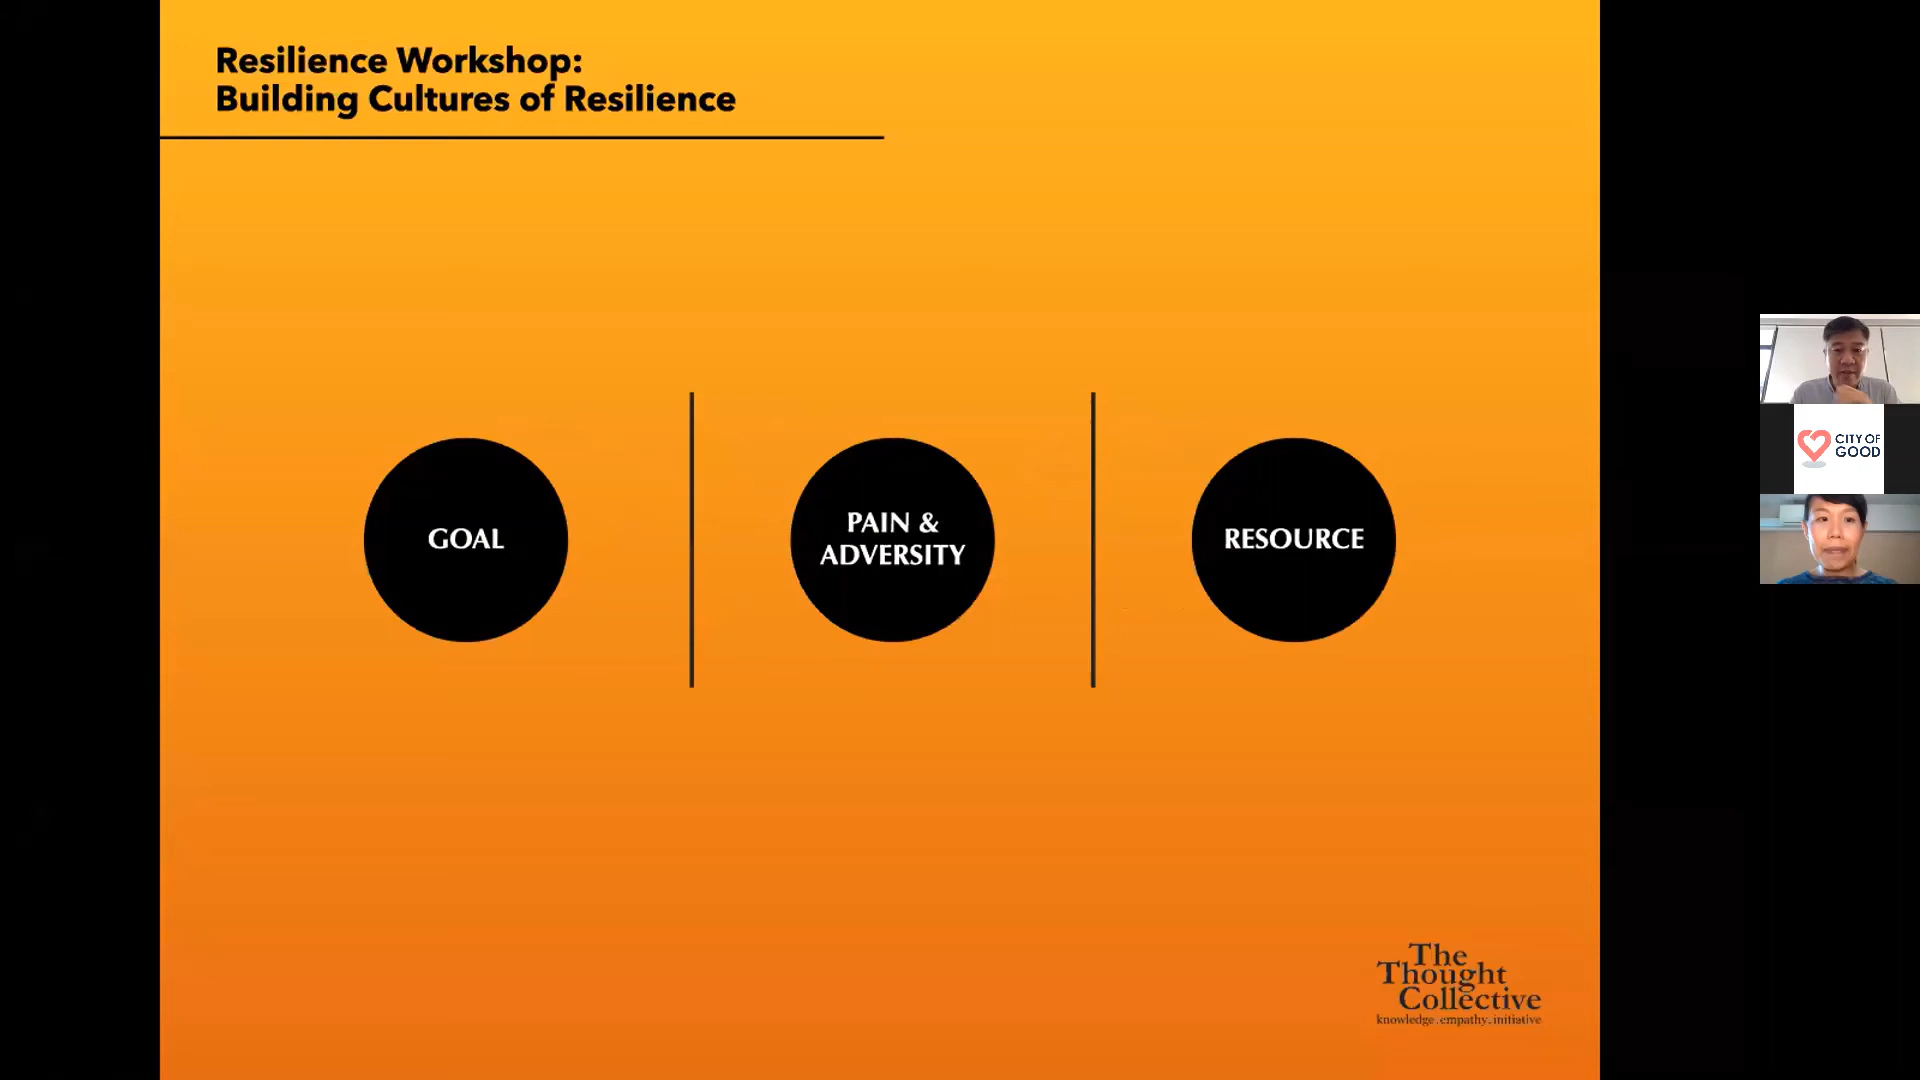 Resilience Workshop:
Building Cultures of Resilience
GOAL
PAIN &
ADVERSITY
RESOURCE
CITY OF
GOOD
The
Thought
Collective
knowledge.empathy.initiative